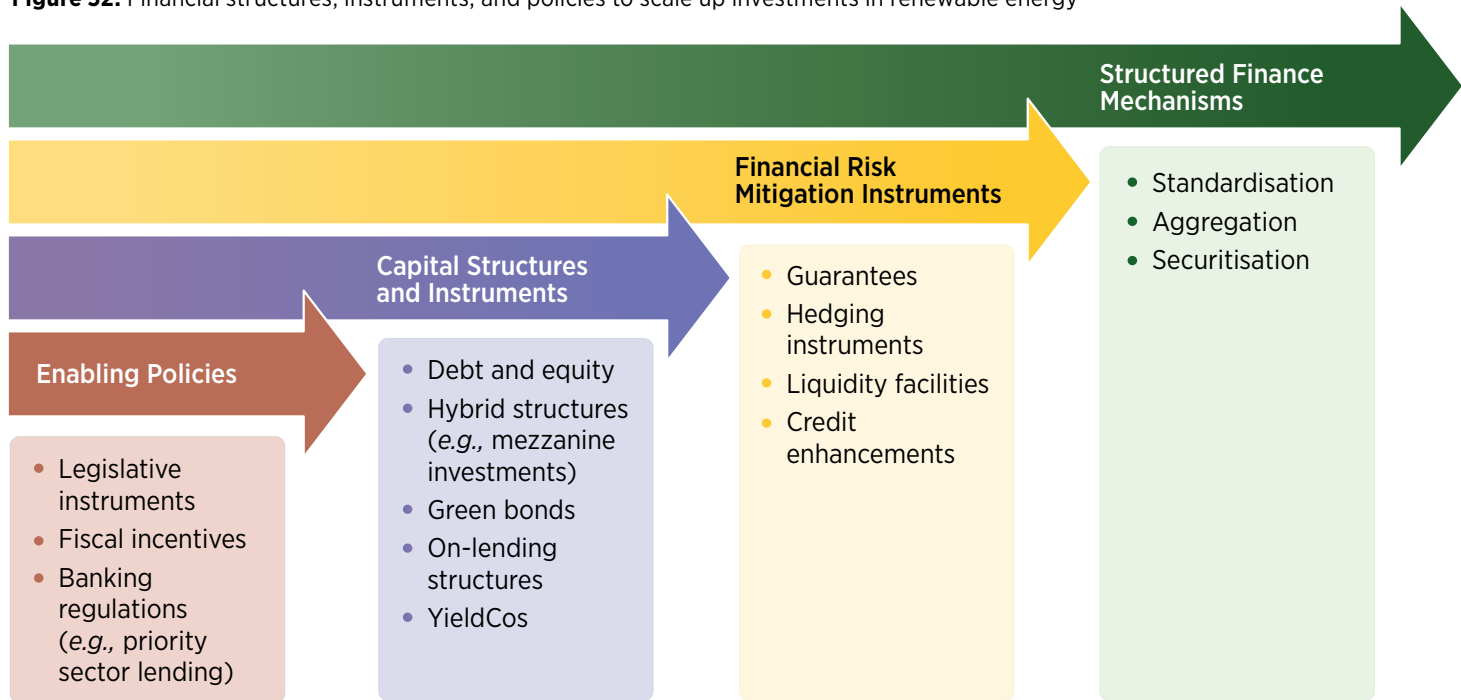 Figure 52. Financial structures, instruments, and policies to scale up investments in renewable energy
Structured Finance
Mechanisms
• Standardisation
• Aggregation
• Securitisation
Financial Risk
Mitigation Instruments
• Guarantees
• Hedging
instruments
• Liquidity facilities
• Credit
enhancements
Capital Structures
and Instruments
• Debt and equity
• Hybrid structures
(e.g., mezzanine
investments)
• Green bonds
• On-lending
structures
• YieldCos
Enabling Policies
• Legislative
instruments
• Fiscal incentives
• Banking
regulations
(e.g., priority
sector lending)